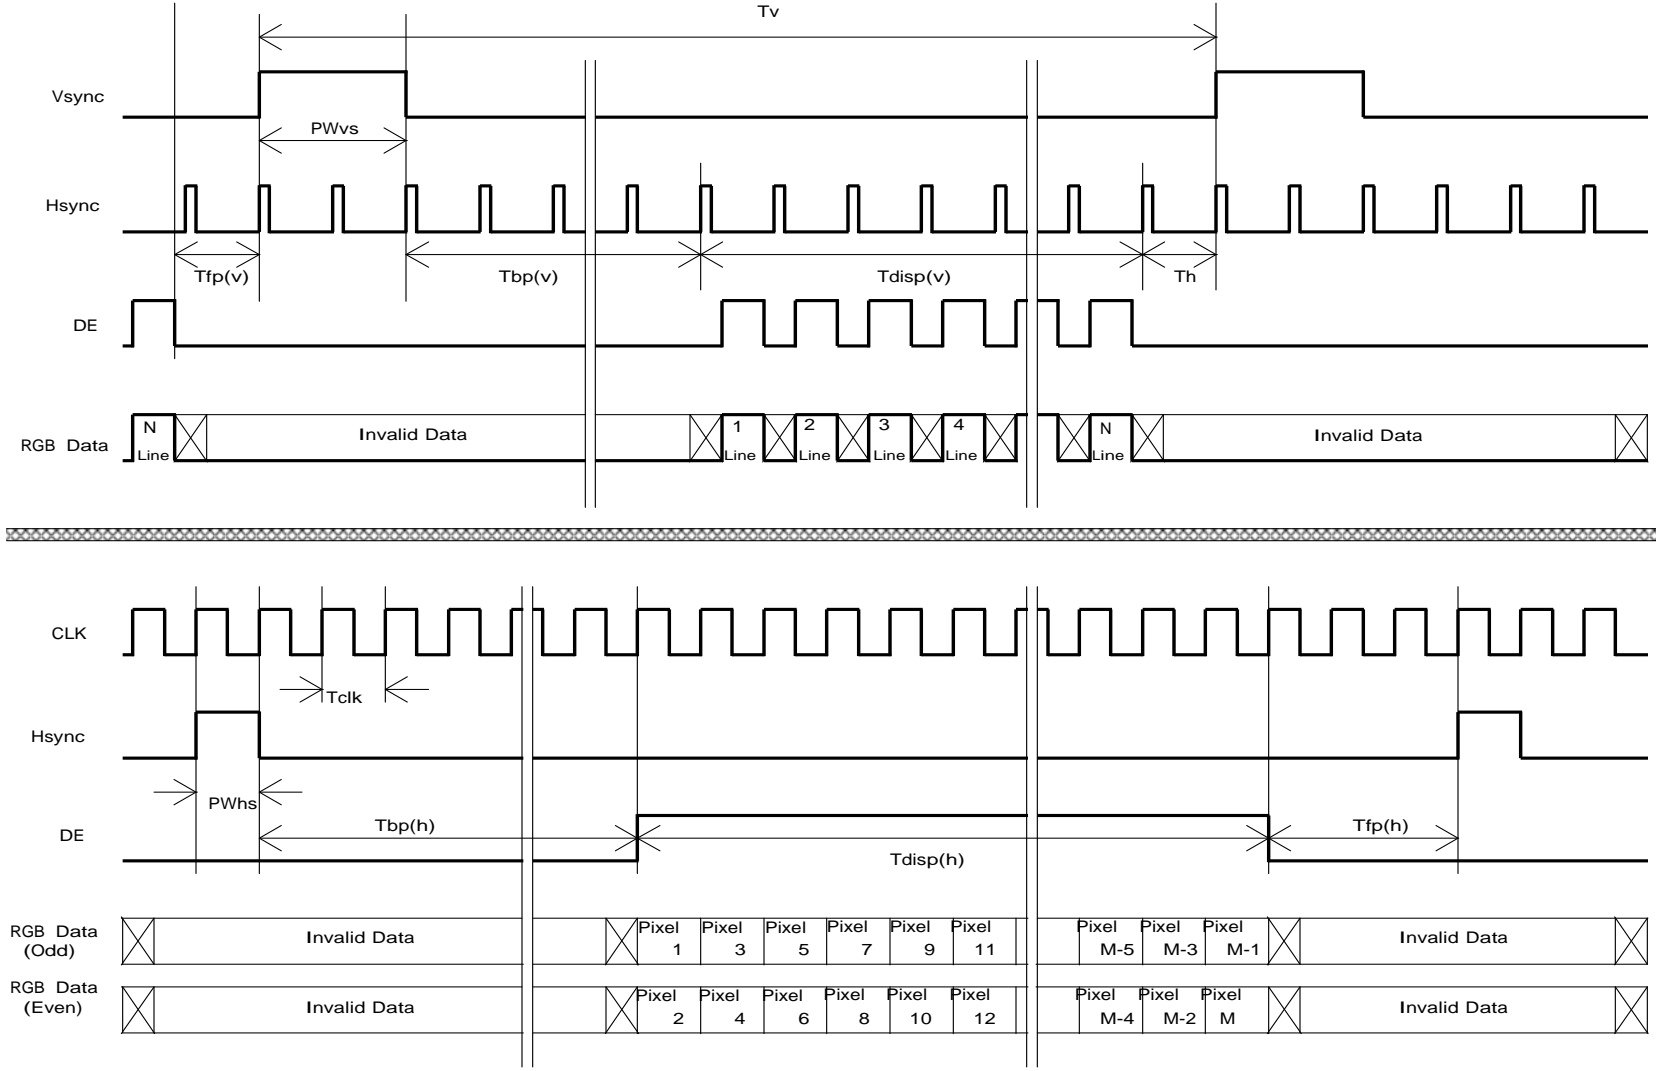 Tv
Vsync
PWvs
Hsync
Tfp(v) Tbp(v) Tdisp(v) Th
DE
RGB Data N Line Invalid Data 1 Line 2 Line 3 Line 4 Line N Line Invalid Data
CLK
Tclk
Hsync
PWhs
DE Tbp(h) Tdisp(h) Tfp(h)
RGB Data
(Odd)
Invalid Data
Pixel 1 Pixel 3 Pixel 5 Pixel 7 Pixel 9 Pixel 11 Pixel M-5 Pixel M-3 Pixel M-1
Invalid Data
RGB Data
(Even)
Invalid Data
Pixel 2 Pixel 4 Pixel 6 Pixel 8 Pixel 10 Pixel 12 Pixel M-4 Pixel M-2 Pixel M
Invalid Data